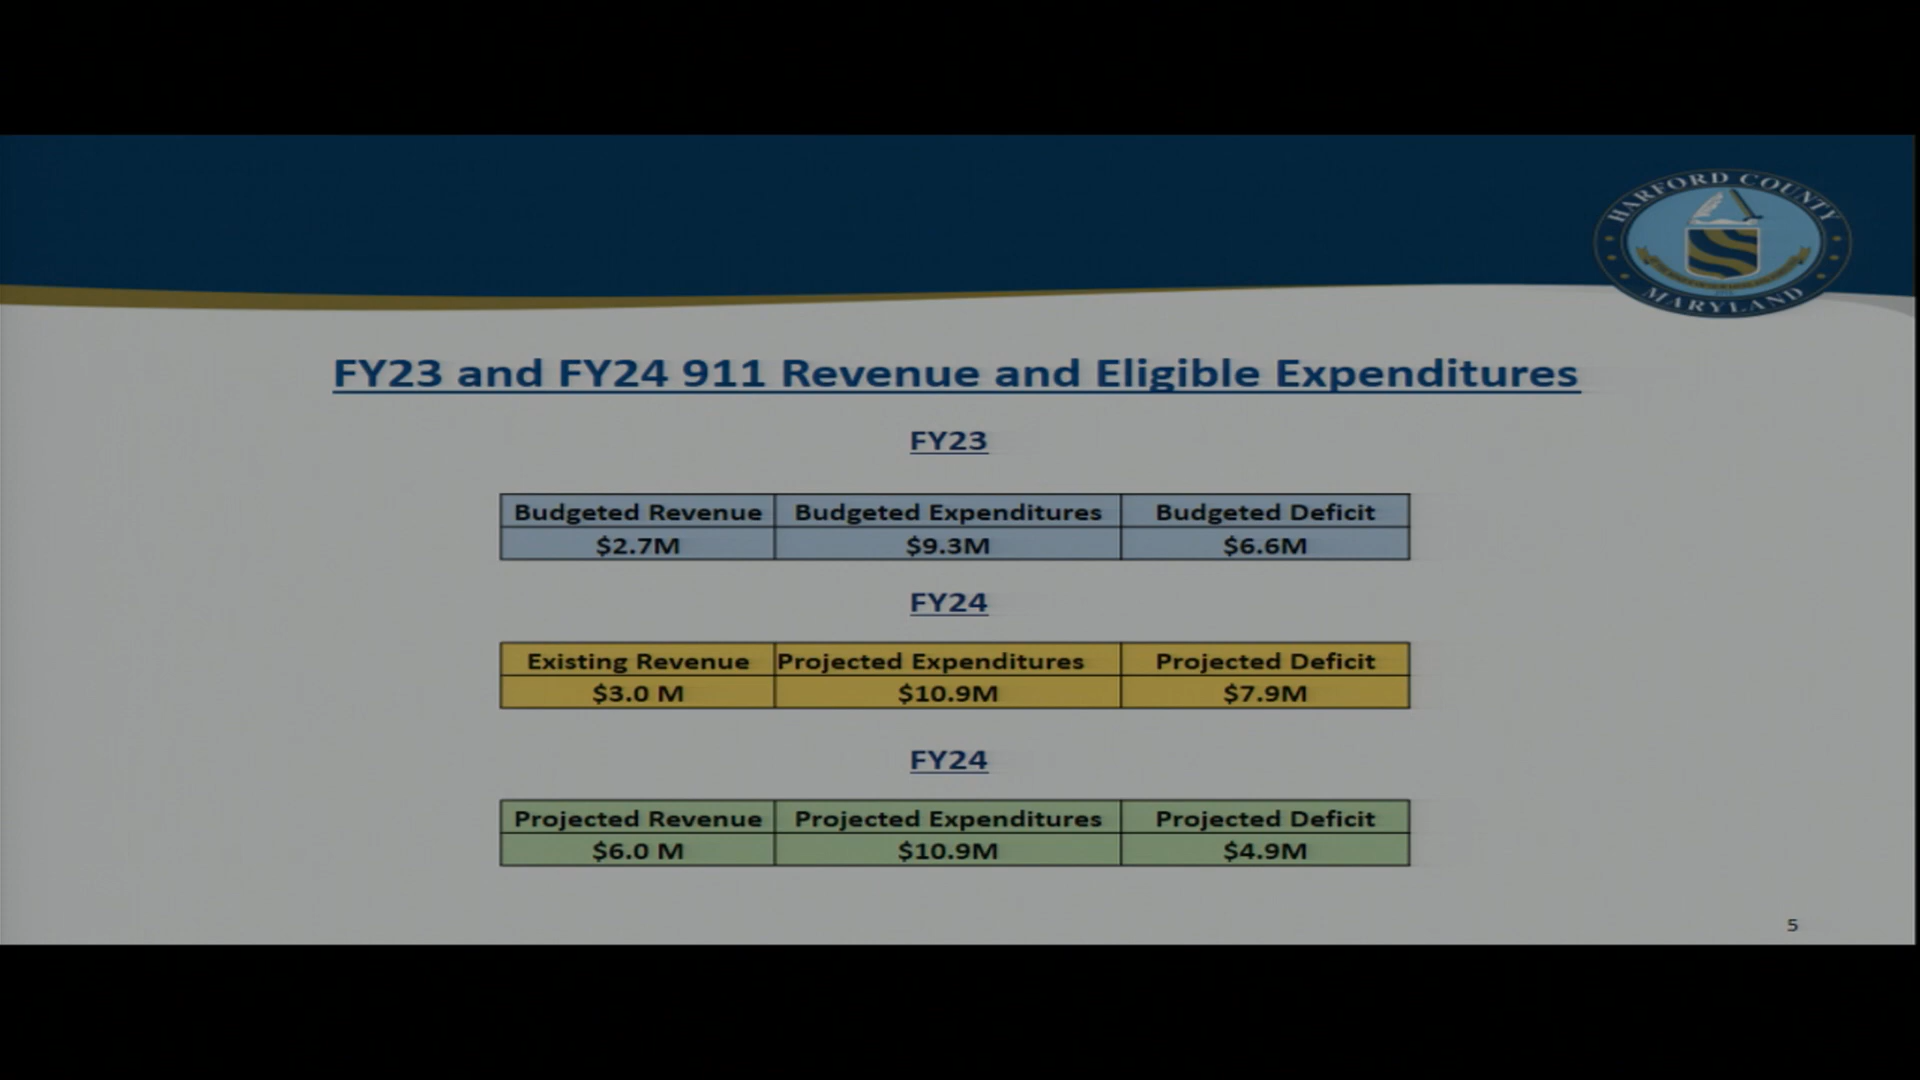 HARFORD COUNTY
MARYLAND
FY23 and FY24 911 Revenue and Eligible Expenditures
FY23
Budgeted Revenue Budgeted Expenditures Budgeted Deficit
$2.7M $9.3M $6.6M
FY24
Existing Revenue Projected Expenditures Projected Deficit
$3.0 M $10.9M $7.9M
FY24
Projected Revenue Projected Expenditures Projected Deficit
$6.0 M $10.9M $4.9M
5